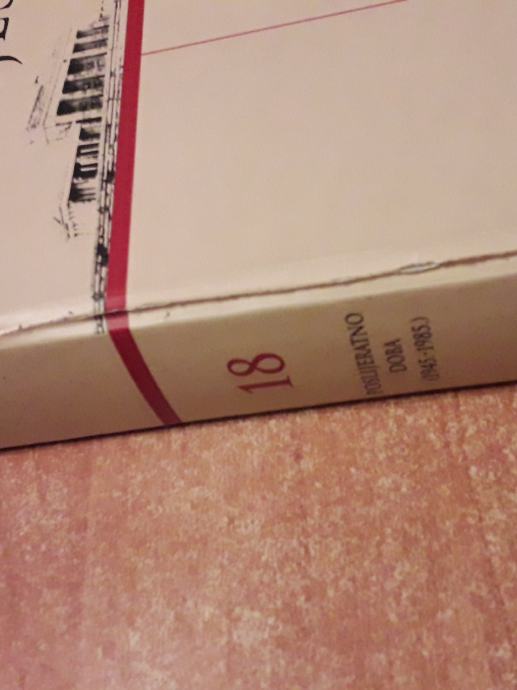 18
POSLIJERATNO
DOBA
(1945-1985)